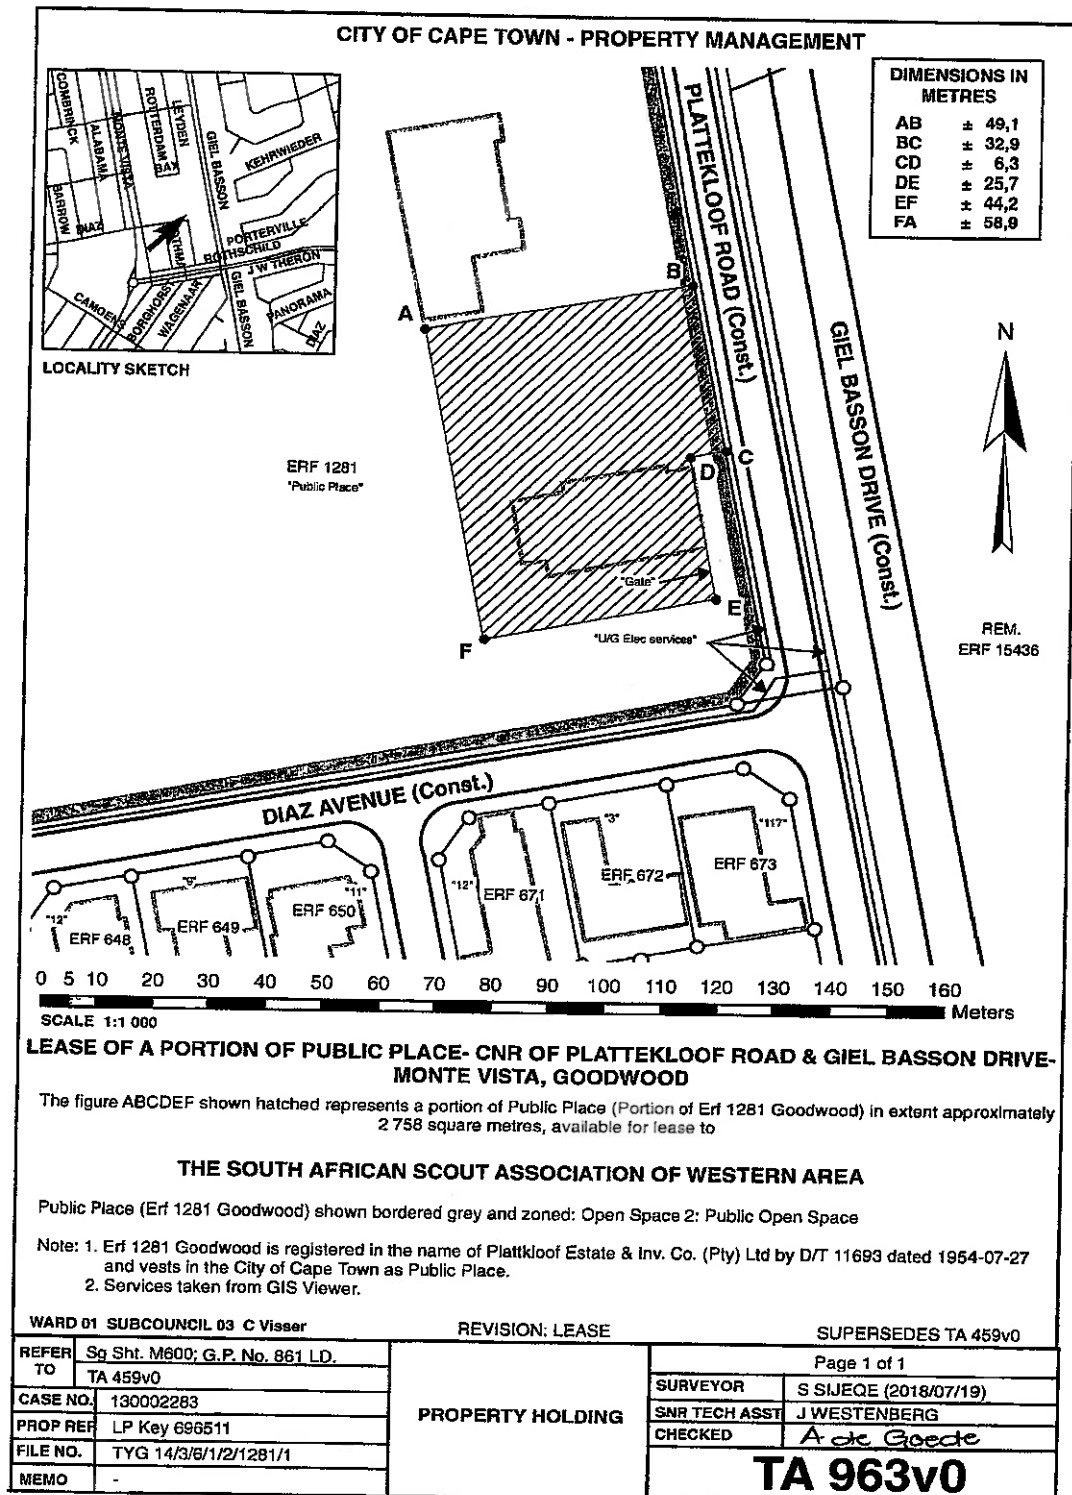 CITY OF CAPE TOWN - PROPERTY MANAGEMENT
COMBRINCK
ALABAMA
MONTE VISTA
ROTTERDAM
BAX
LEYDEN
GIEL BASSON
KEHRWIEDER
BARROW
DIAZ
PORTERVILLE
ROTHSCHILD
J W THERON
CAMOENS
BORGHORST
WAGENAAR
GIEL BASSON
PANORAMA
DIAZ
LOCALITY SKETCH
DIMENSIONS IN
METRES
AB ± 49,1
BC ± 32,9
CD ± 6,3
DE ± 25,7
EF ± 44,2
FA ± 58,9
PLATTEKLOOF ROAD (Const.)
GIEL BASSON DRIVE (Const.)
N
A
B
C
D
E
F
ERF 1281
"Public Place"
"Gate"
"U/G Elec services"
REM.
ERF 15436
DIAZ AVENUE (Const.)
"12"
ERF 648
ERF 649
"11"
ERF 650
"12"
ERF 671
"3"
ERF 672
"117"
ERF 673
0 5 10 20 30 40 50 60 70 80 90 100 110 120 130 140 150 160
Meters
SCALE 1:1 000
LEASE OF A PORTION OF PUBLIC PLACE- CNR OF PLATTEKLOOF ROAD & GIEL BASSON DRIVE-
MONTE VISTA, GOODWOOD
The figure ABCDEF shown hatched represents a portion of Public Place (Portion of Erf 1281 Goodwood) in extent approximately
2 758 square metres, available for lease to
THE SOUTH AFRICAN SCOUT ASSOCIATION OF WESTERN AREA
Public Place (Erf 1281 Goodwood) shown bordered grey and zoned: Open Space 2: Public Open Space
Note: 1. Erf 1281 Goodwood is registered in the name of Plattkloof Estate & Inv. Co. (Pty) Ltd by D/T 11693 dated 1954-07-27
and vests in the City of Cape Town as Public Place.
2. Services taken from GIS Viewer.
WARD 01 SUBCOUNCIL 03 C Visser
REVISION: LEASE
SUPERSEDES TA 459v0
REFER TO
Sg Sht. M600; G.P. No. 861 LD.
TA 459v0
CASE NO. 130002283
PROP REF LP Key 696511
FILE NO. TYG 14/3/6/1/2/1281/1
MEMO -
PROPERTY HOLDING
Page 1 of 1
SURVEYOR S SIJEQE (2018/07/19)
SNR TECH ASST J WESTENBERG
CHECKED A de Goede
TA 963v0